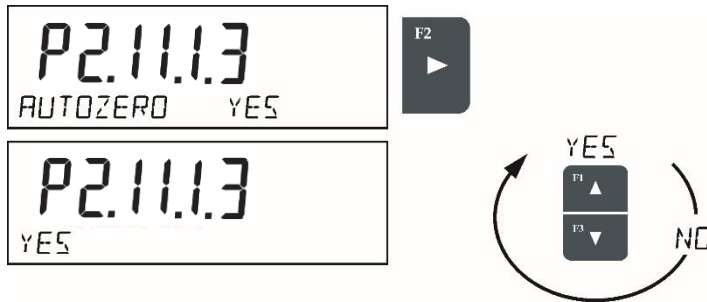 P2.11.1.3
AUTOZERO YES
F2
P2.11.1.3
YES
YES
F1
F3
NO